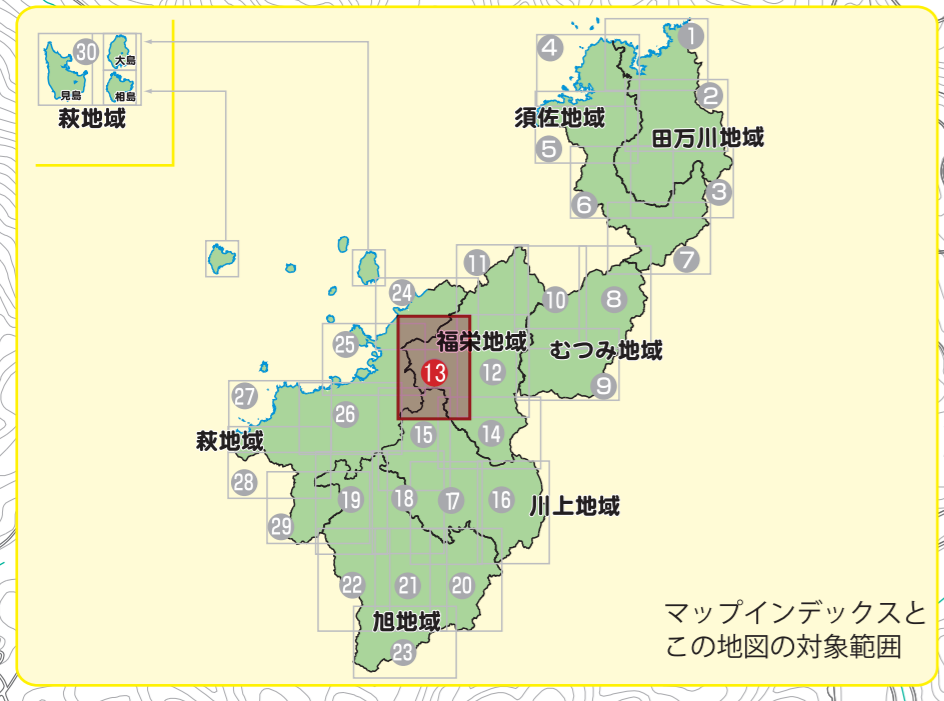 30
大島
見島
相島
萩地域
1
4
2
須佐地域
田万川地域
5
3
6
7
11
24
10
8
福栄地域
むつみ地域
25
13
12
9
27
26
萩地域
15
14
28
19
18
17
16
川上地域
29
22
21
20
旭地域
23
マップインデックスと
この地図の対象範囲